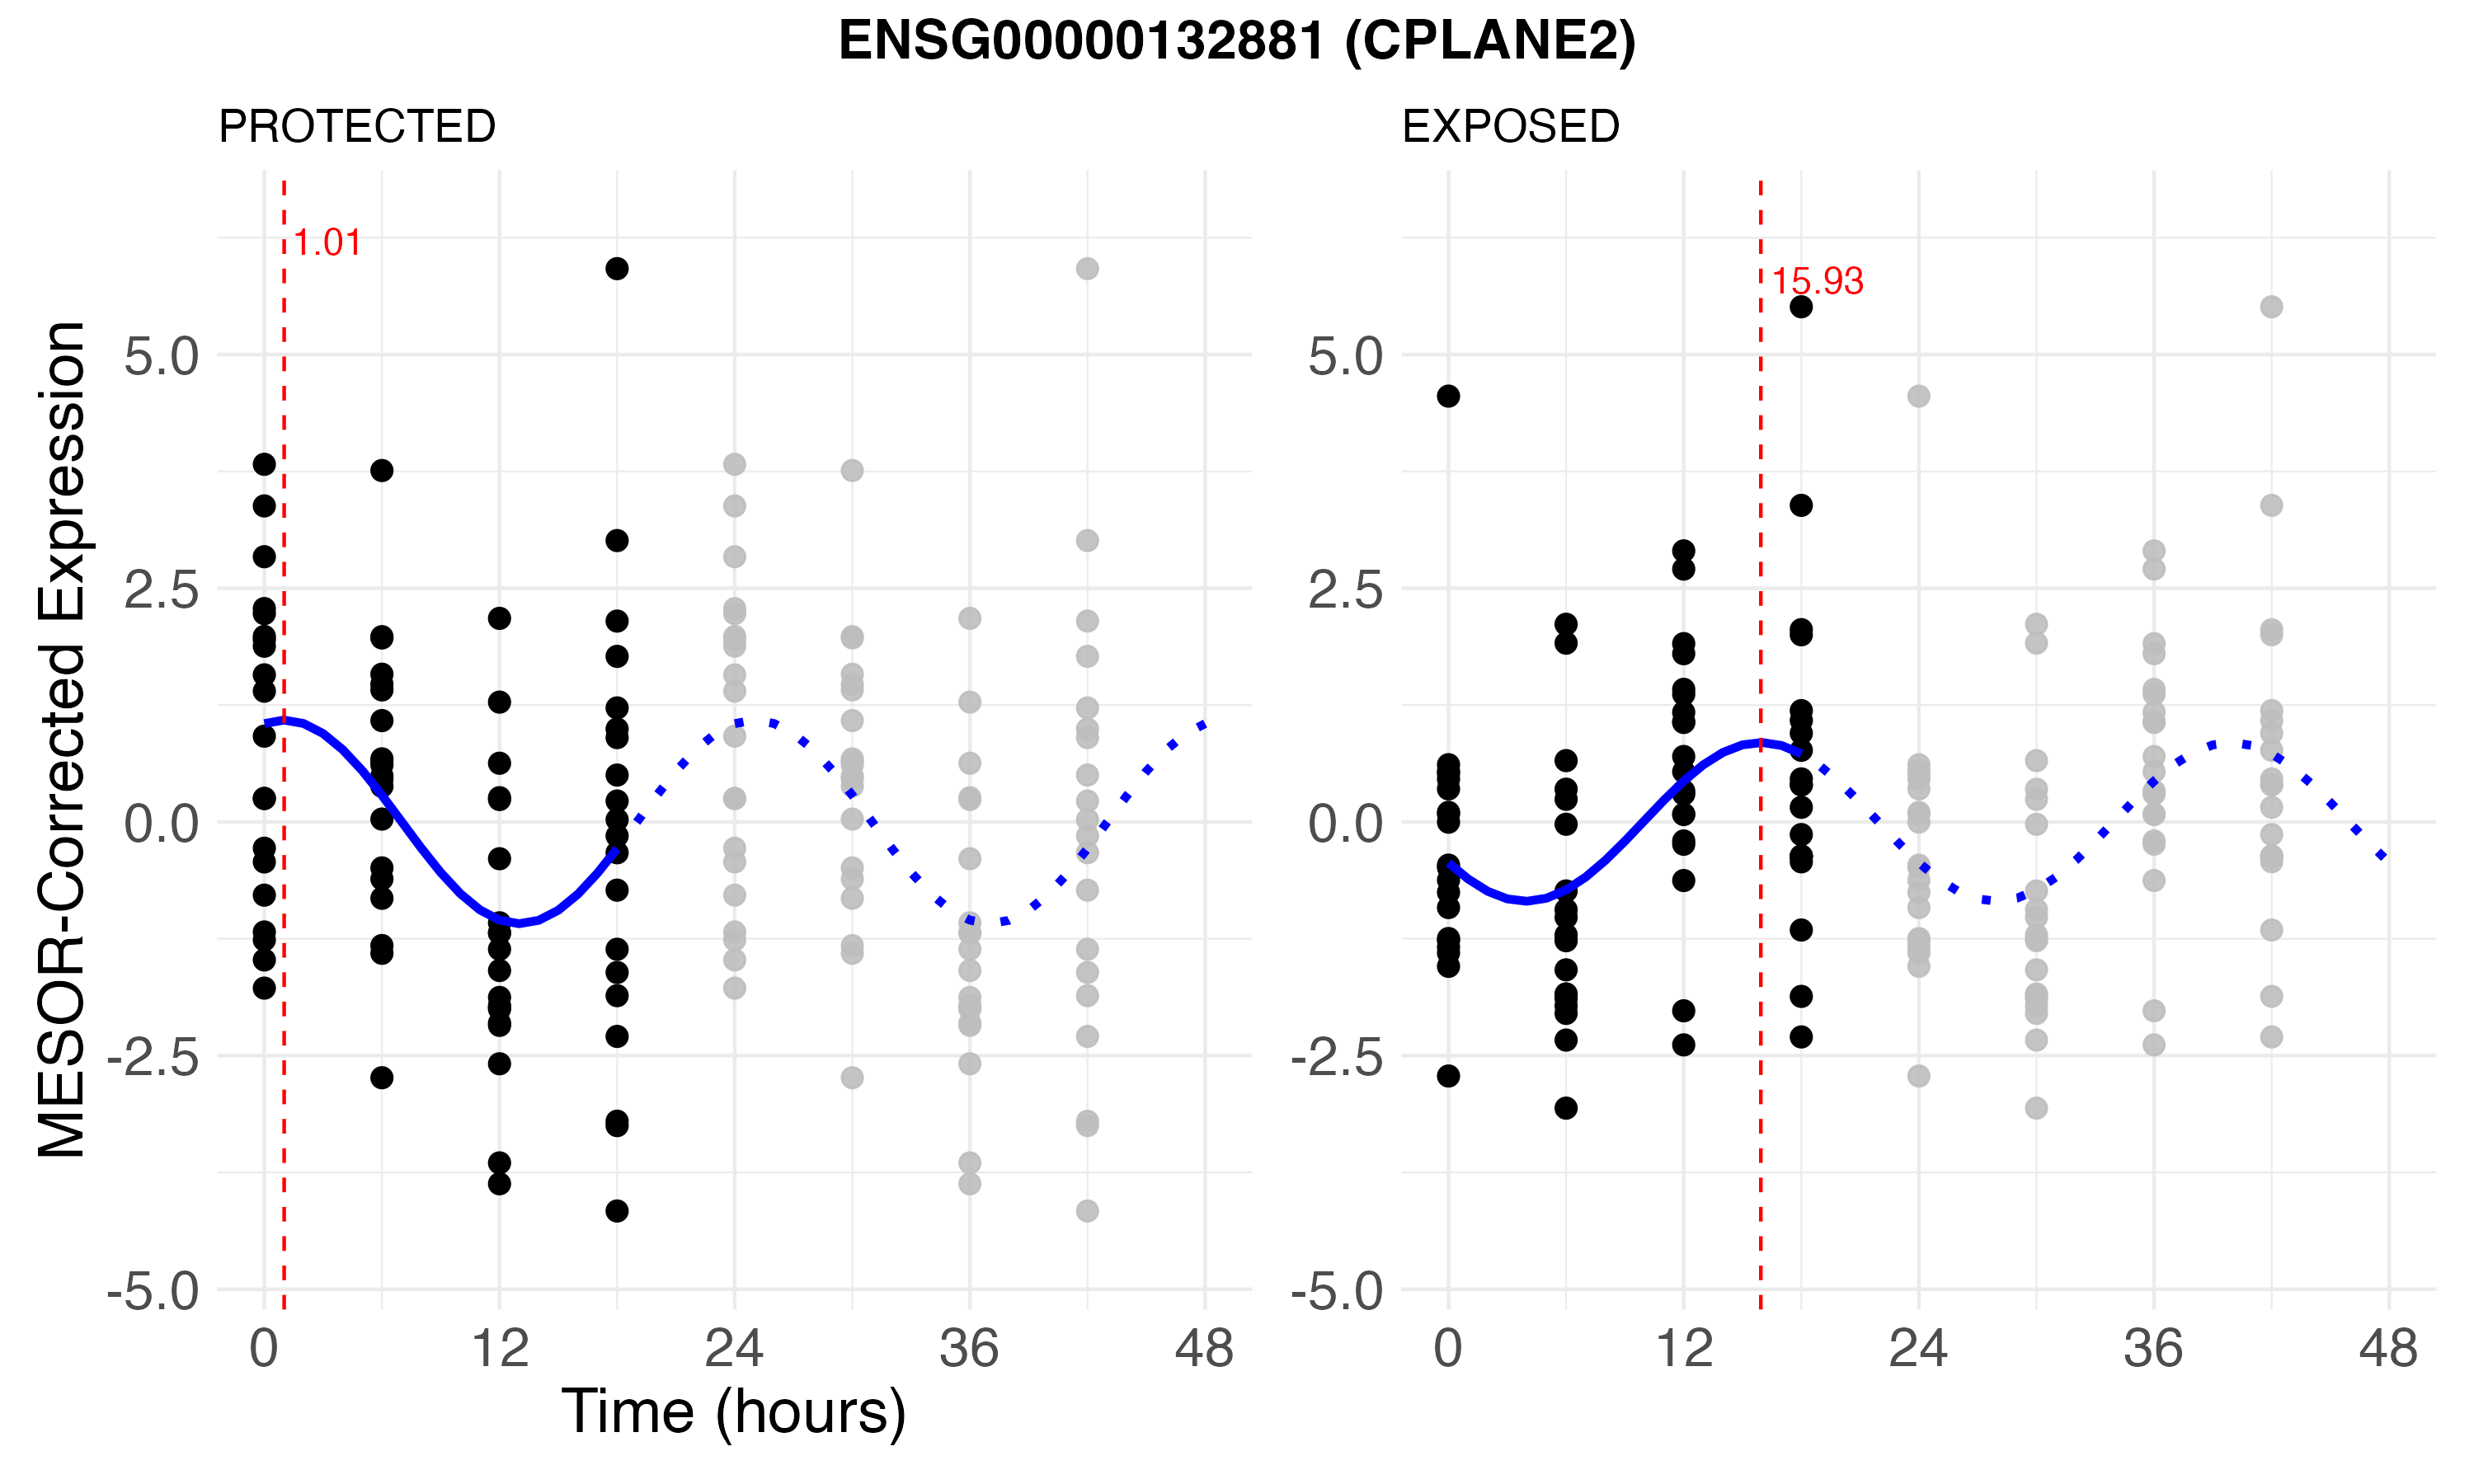 ENSG00000132881 (CPLANE2)
PROTECTED
EXPOSED
MESOR-Corrected Expression
1.01
15.93
5.0
2.5
0.0
-2.5
-5.0
5.0
2.5
0.0
-2.5
-5.0
0 12 24 36 48
0 12 24 36 48
Time (hours)